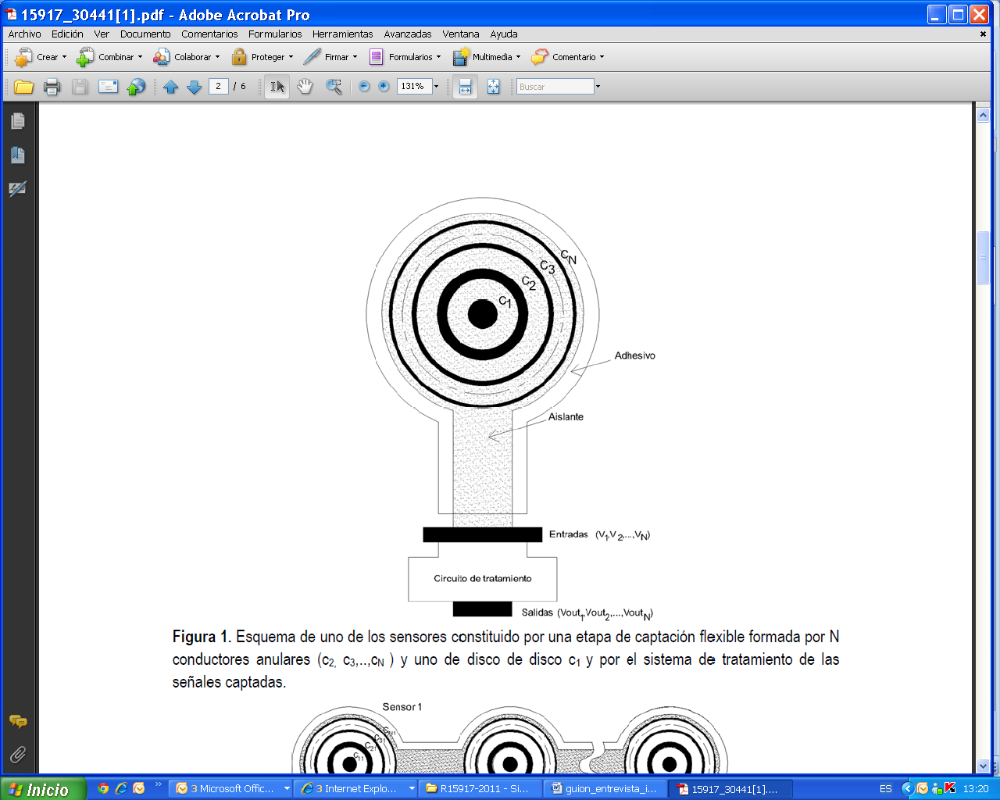 15917_30441[1].pdf - Adobe Acrobat Pro
Archivo Edición Ver Documento Comentarios Formularios Herramientas Avanzadas Ventana Ayuda
Crear Combinar Colaborar Proteger Firmar Formularios Multimedia Comentario
2 / 6 131% Buscar
cN
c3
c2
c1
Adhesivo
Aislante
Entradas (V1,V2,...,VN)
Circuito de tratamiento
Salidas (Vout1,Vout2,...,VoutN)
Figura 1. Esquema de uno de los sensores constituido por una etapa de captación flexible formada por N
conductores anulares (c2, c3,..,cN ) y uno de disco de disco c1 y por el sistema de tratamiento de las
señales captadas.
Sensor 1
cN1
c31
c21
c11
Inicio
3 Microsoft Offic...
3 Internet Explo...
R15917-2011 - Si...
guion_entrevista_i...
15917_30441[1]....
ES
13:20